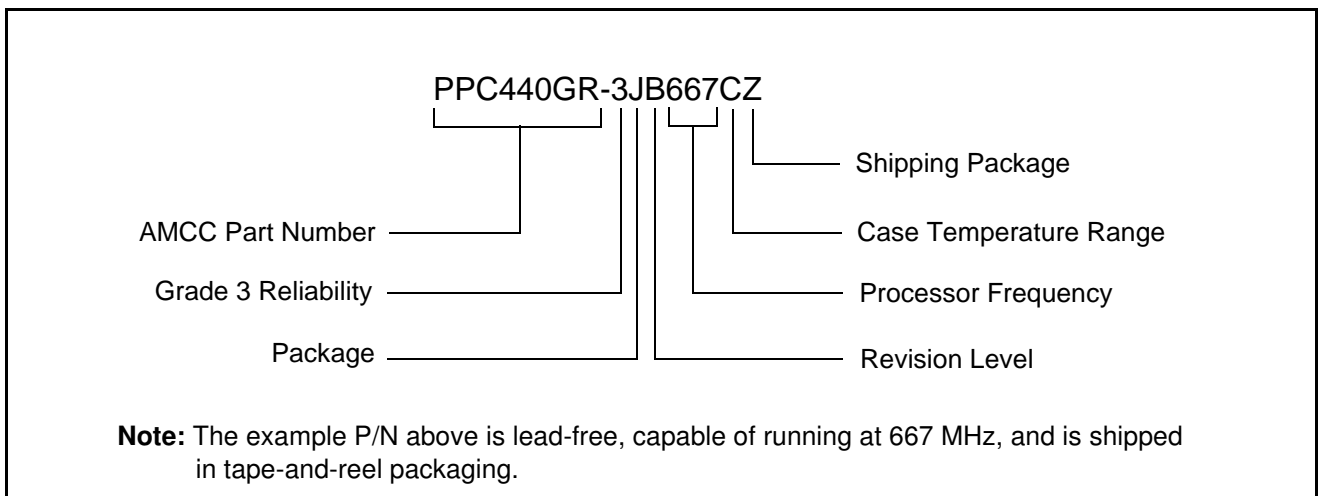 PPC440GR-3JB667CZ
Shipping Package
AMCC Part Number
Case Temperature Range
Grade 3 Reliability
Processor Frequency
Package
Revision Level
Note: The example P/N above is lead-free, capable of running at 667 MHz, and is shipped
in tape-and-reel packaging.